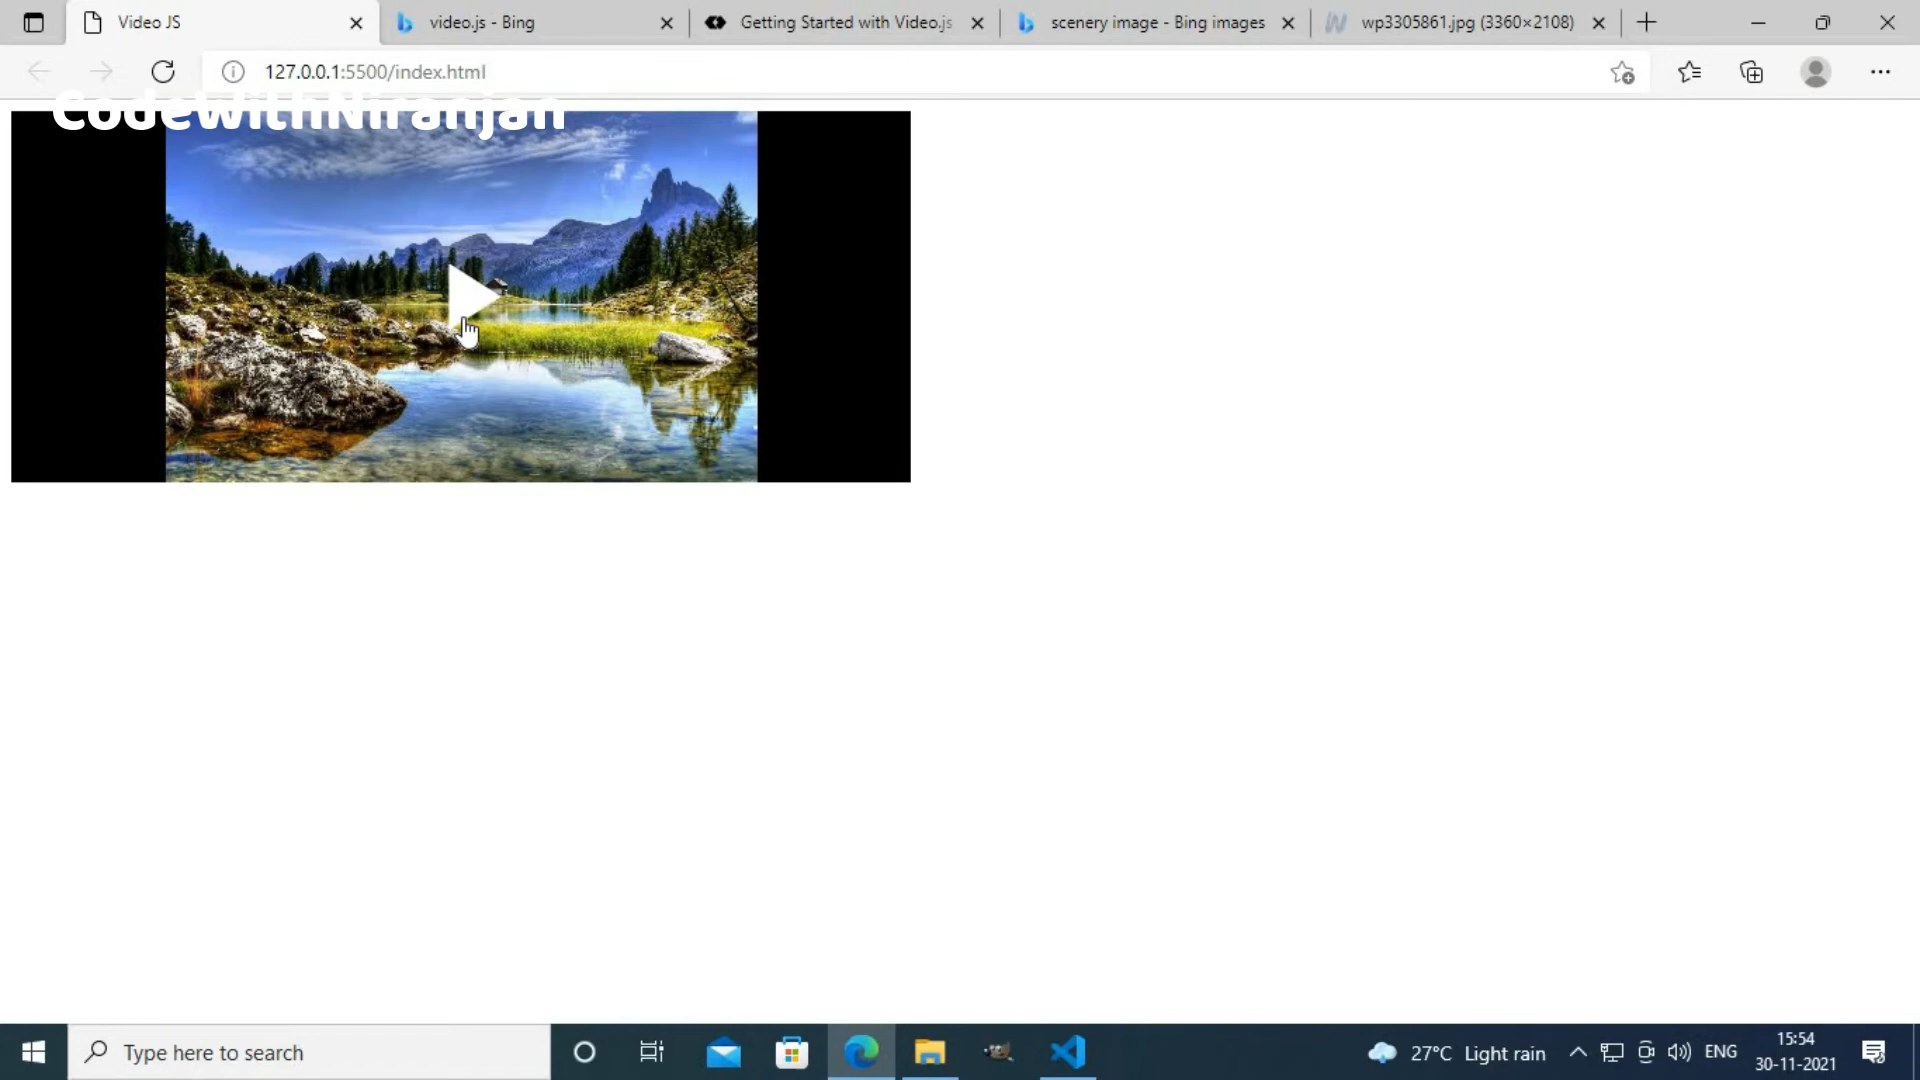 Video JS
video.js - Bing
Getting Started with Video.js
scenery image - Bing images
wp3305861.jpg (3360×2108)
127.0.0.1:5500/index.html
CodeWithNiranjan
Type here to search
27°C Light rain
ENG
15:54
30-11-2021